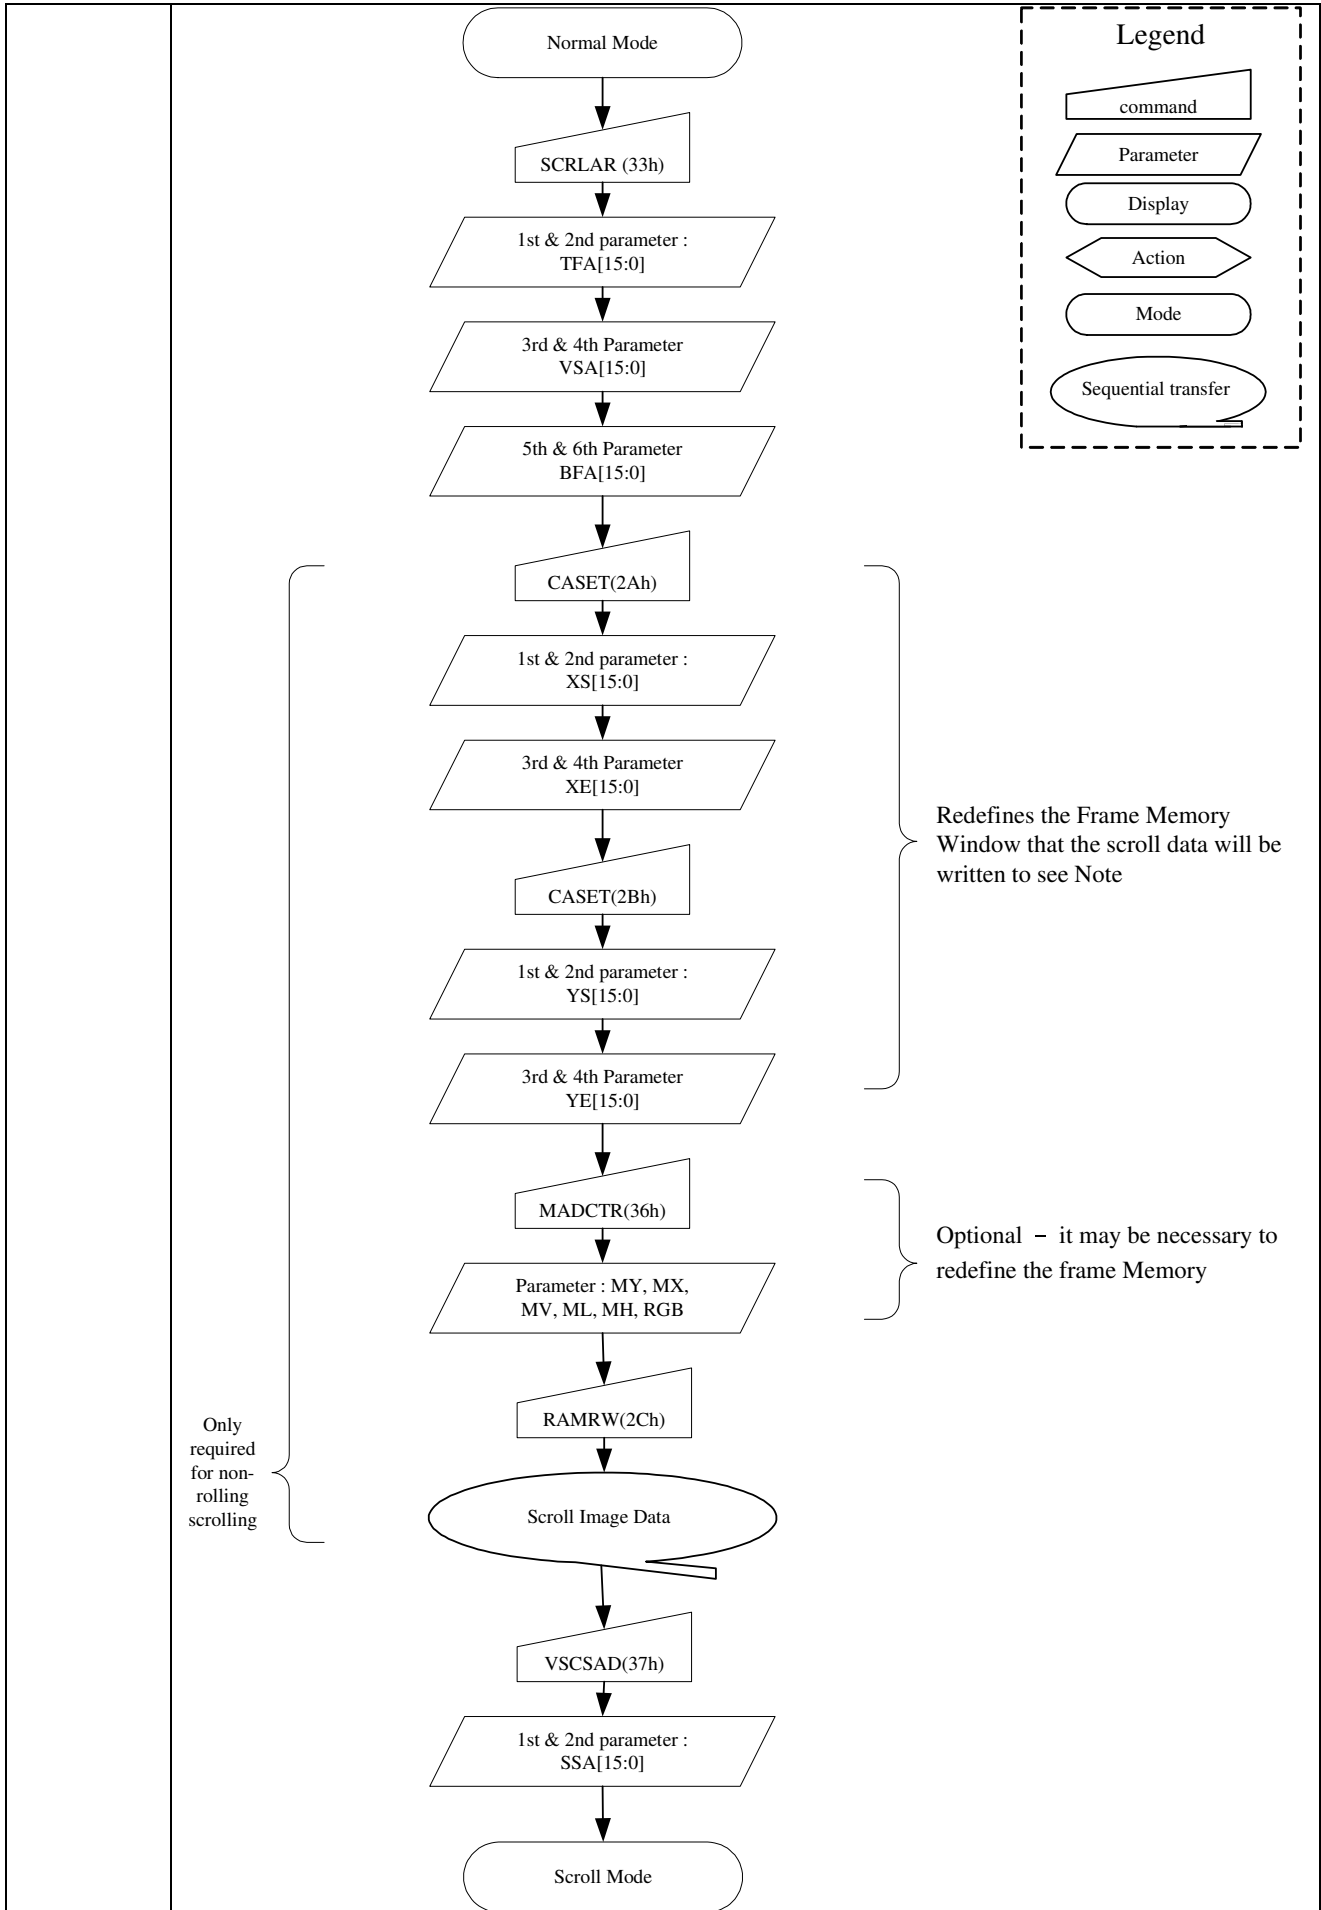 Normal Mode
SCRLAR (33h)
1st & 2nd parameter :
TFA[15:0]
3rd & 4th Parameter
VSA[15:0]
5th & 6th Parameter
BFA[15:0]
CASET(2Ah)
1st & 2nd parameter :
XS[15:0]
3rd & 4th Parameter
XE[15:0]
CASET(2Bh)
1st & 2nd parameter :
YS[15:0]
3rd & 4th Parameter
YE[15:0]
MADCTR(36h)
Parameter : MY, MX,
MV, ML, MH, RGB
RAMRW(2Ch)
Scroll Image Data
VSCSAD(37h)
1st & 2nd parameter :
SSA[15:0]
Scroll Mode
Only
required
for non-
rolling
scrolling
Redefines the Frame Memory
Window that the scroll data will be
written to see Note
Optional – it may be necessary to
redefine the frame Memory
Legend
command
Parameter
Display
Action
Mode
Sequential transfer